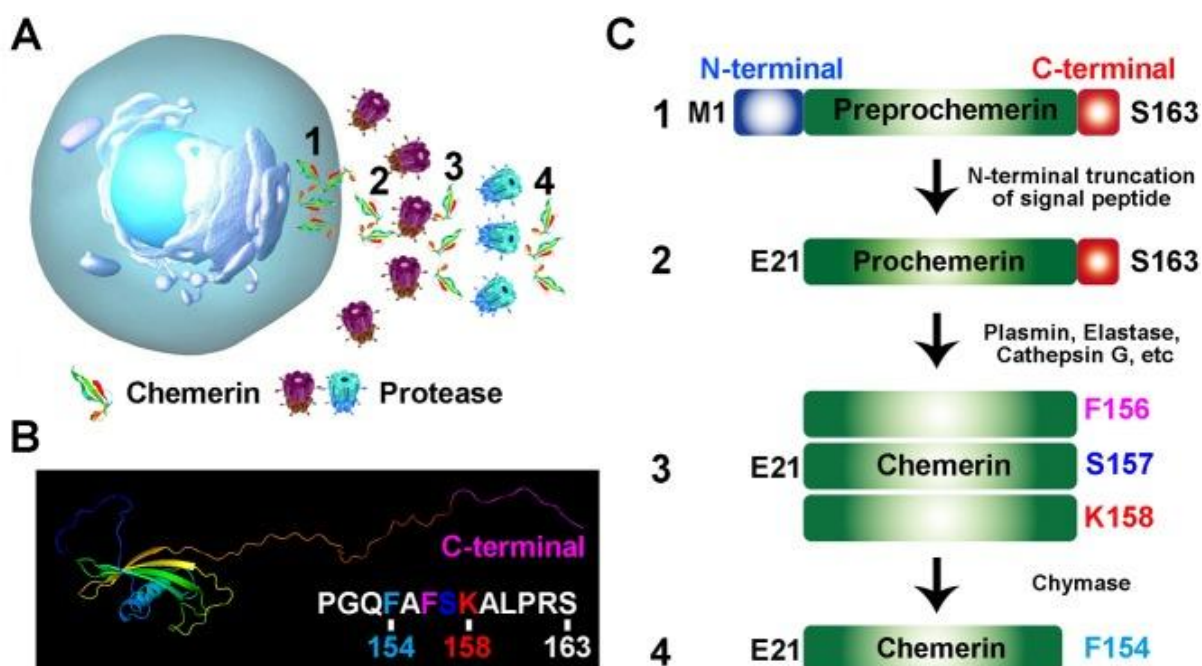 A
1
2
3
4
Chemerin
Protease
B
C-terminal
PGQFAFSKALPRS
154 158 163
C
N-terminal C-terminal
1 M1 Preprochemerin S163
N-terminal truncation
of signal peptide
2 E21 Prochemerin S163
Plasmin, Elastase,
Cathepsin G, etc
F156
3 E21 Chemerin S157
K158
Chymase
4 E21 Chemerin F154